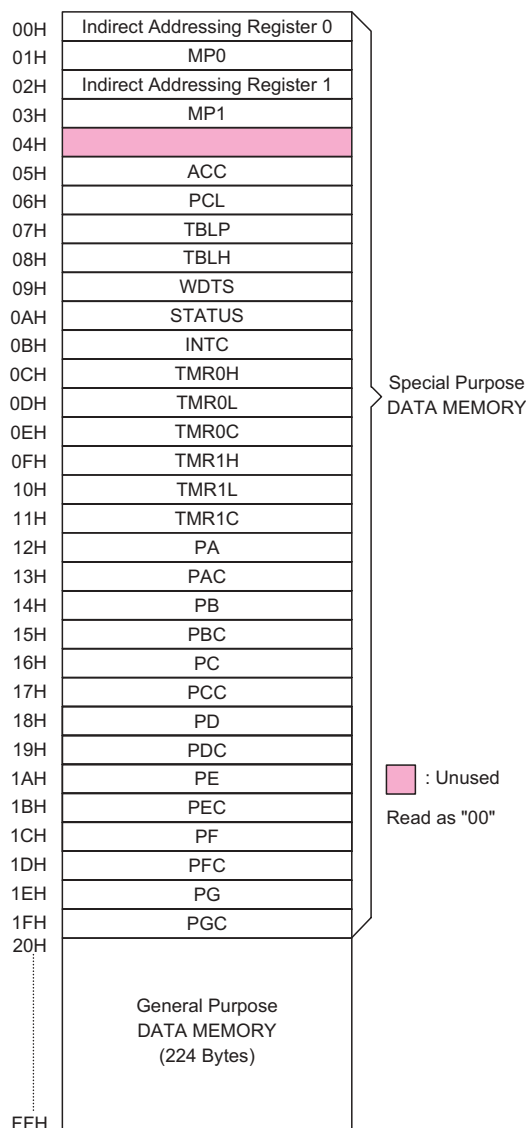 00H Indirect Addressing Register 0
01H MP0
02H Indirect Addressing Register 1
03H MP1
04H
05H ACC
06H PCL
07H TBLP
08H TBLH
09H WDTS
0AH STATUS
0BH INTC
0CH TMR0H
0DH TMR0L
0EH TMR0C
0FH TMR1H
10H TMR1L
11H TMR1C
12H PA
13H PAC
14H PB
15H PBC
16H PC
17H PCC
18H PD
19H PDC
1AH PE
1BH PEC
1CH PF
1DH PFC
1EH PG
1FH PGC
20H
General Purpose
DATA MEMORY
(224 Bytes)
FFH
Special Purpose
DATA MEMORY
: Unused
Read as "00"